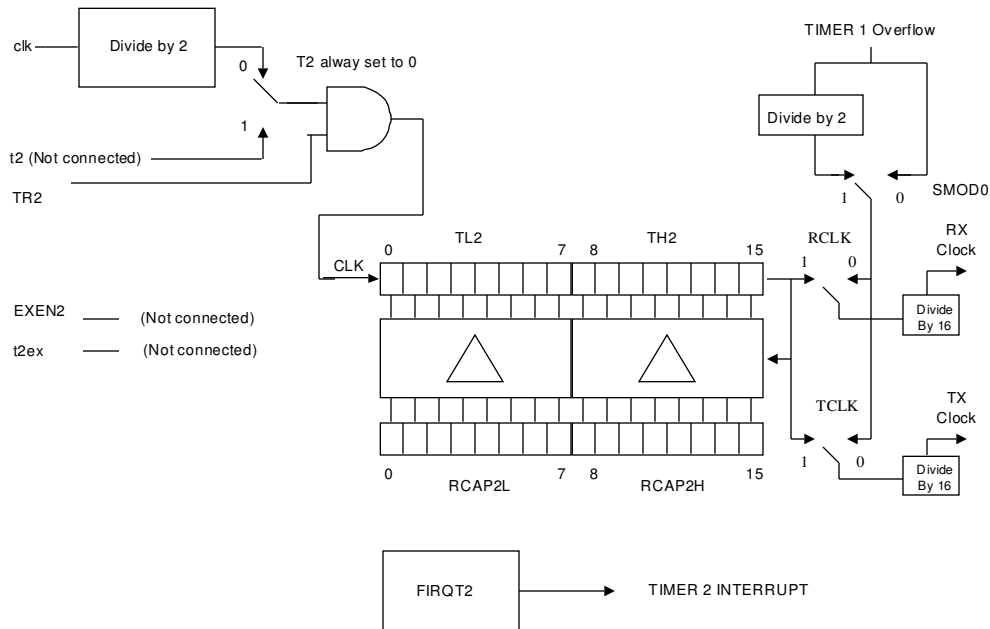 clk
Divide by 2
0
T2 alway set to 0
1
t2 (Not connected)
TR2
TIMER 1 Overflow
Divide by 2
1 0
SMOD0
0 TL2 7 8 TH2 15
CLK
RCLK
1 0
RX
Clock
Divide
By 16
EXEN2 (Not connected)
t2ex (Not connected)
TCLK
1 0
TX
Clock
Divide
By 16
0 7 8 15
RCAP2L RCAP2H
FIRQT2
TIMER 2 INTERRUPT